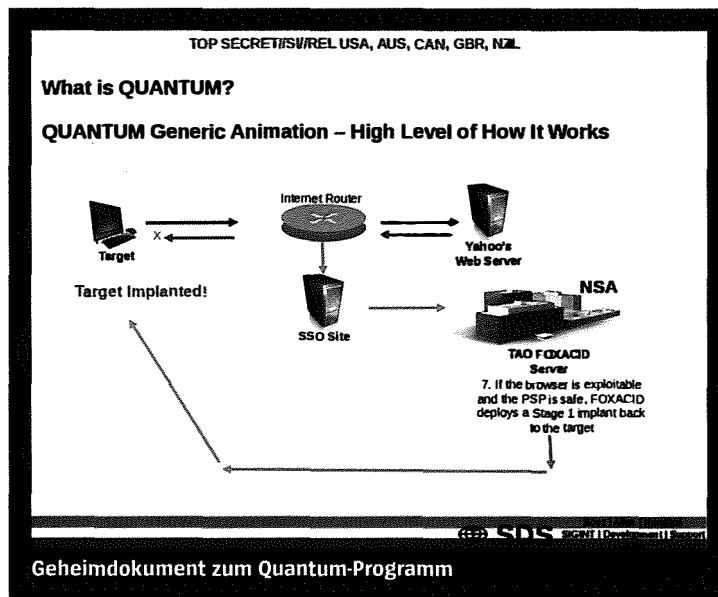 TOP SECRET//SI//REL USA, AUS, CAN, GBR, NZL
What is QUANTUM?
QUANTUM Generic Animation – High Level of How It Works
Internet Router
X
Target
Yahoo's
Web Server
Target Implanted!
NSA
SSO Site
TAO FOXACID
Server
7. If the browser is exploitable
and the PSP is safe, FOXACID
deploys a Stage 1 implant back
to the target
SDS
SIGINT | Development | Support
Geheimdokument zum Quantum-Programm